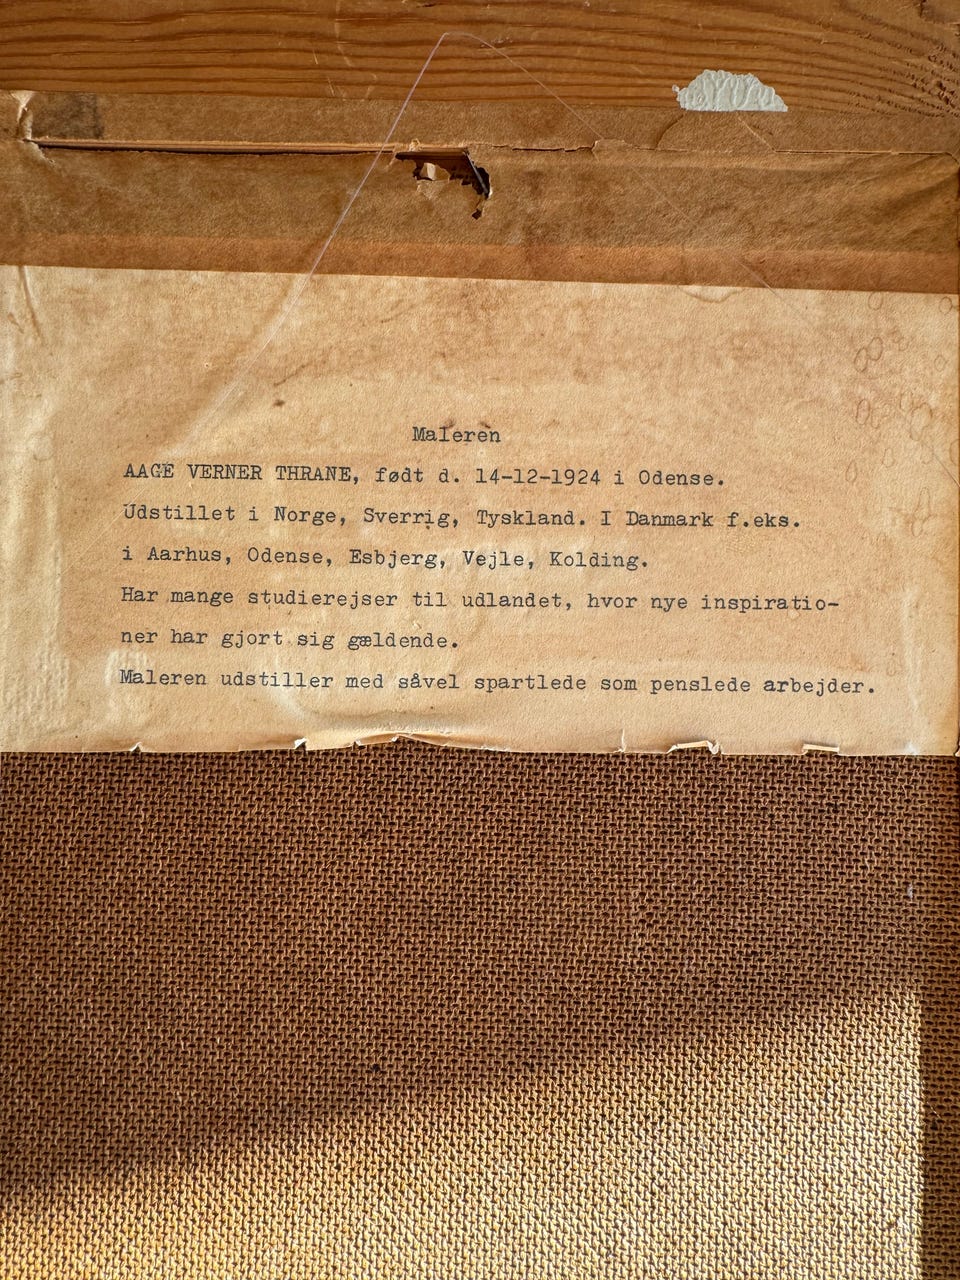 Maleren
AAGE VERNER THRANE, født d. 14-12-1924 i Odense.
Udstillet i Norge, Sverrig, Tyskland. I Danmark f.eks.
i Aarhus, Odense, Esbjerg, Vejle, Kolding.
Har mange studierejser til udlandet, hvor nye inspiratio-
ner har gjort sig gældende.
Maleren udstiller med såvel spartlede som penslede arbejder.